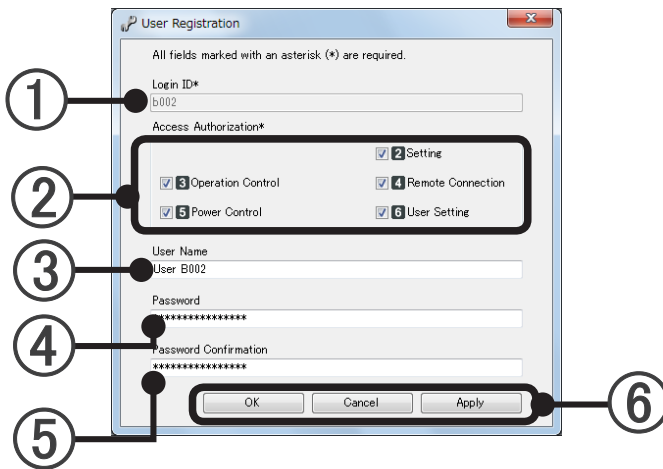 User Registration
All fields marked with an asterisk (*) are required.
Login ID*
① b002
Access Authorization*
2 Setting
② 3 Operation Control 4 Remote Connection
5 Power Control 6 User Setting
User Name
③ User B002
Password
④ ****************
Password Confirmation
⑤ ****************
OK Cancel Apply ⑥